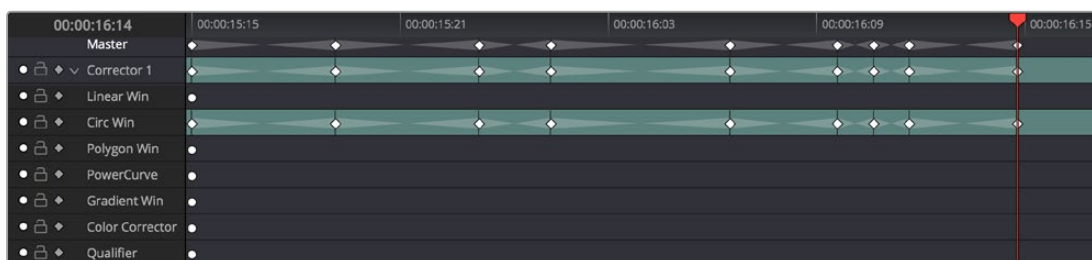 00:00:16:14 00:00:15:15 00:00:15:21 00:00:16:03 00:00:16:09 00:00:16:15
Master
Corrector 1
Linear Win
Circ Win
Polygon Win
PowerCurve
Gradient Win
Color Corrector
Qualifier